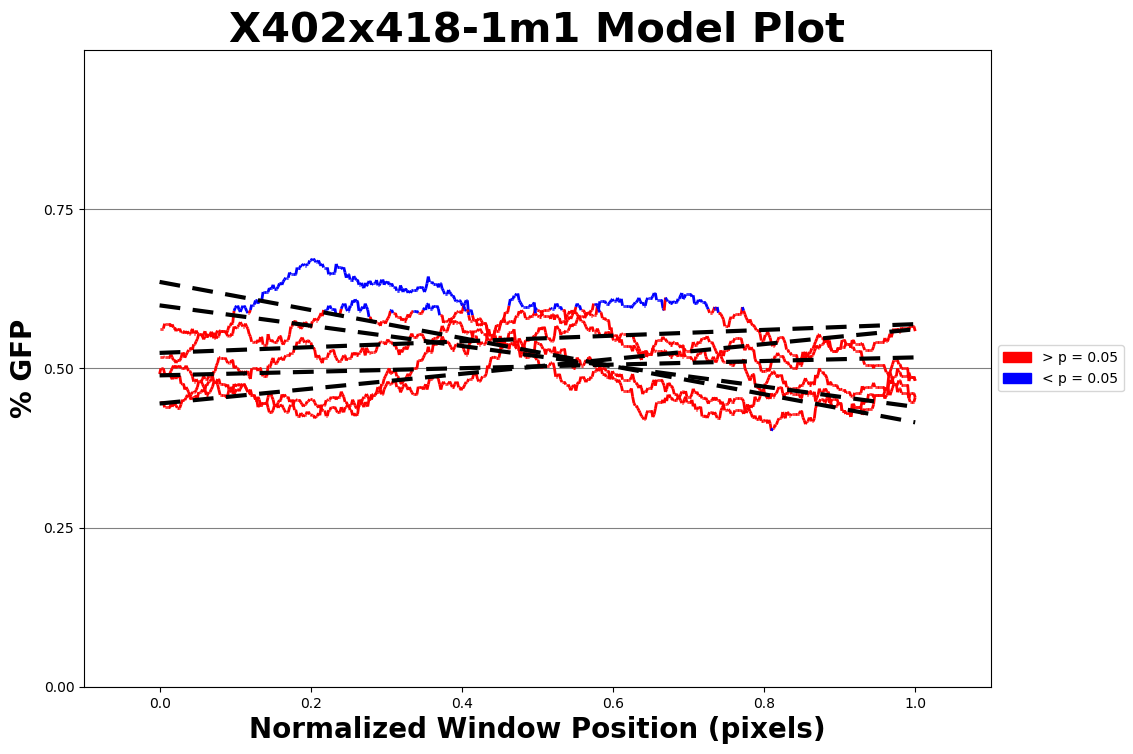 X402x418-1m1 Model Plot
% GFP
0.75
0.50
0.25
0.00
0.0 0.2 0.4 0.6 0.8 1.0
Normalized Window Position (pixels)
> p = 0.05
< p = 0.05